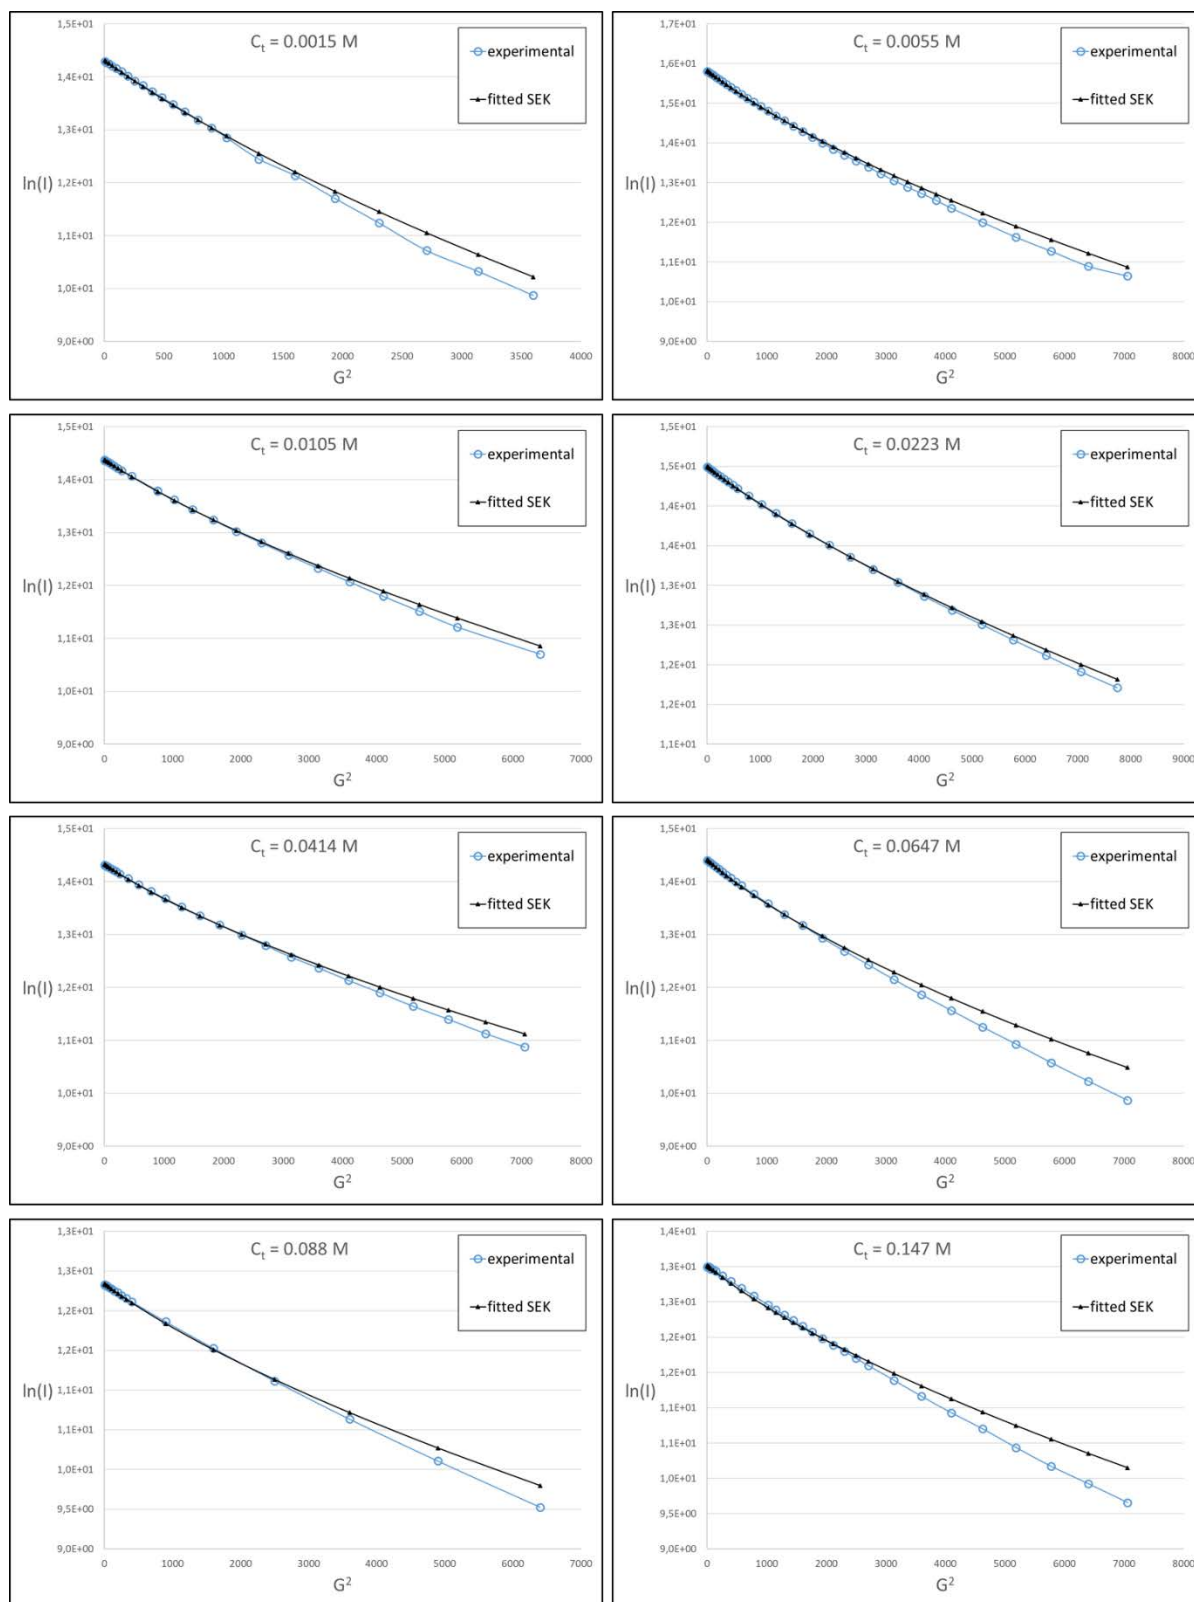 C_t = 0.0015 M
experimental
fitted SEK
1,5E+01
1,4E+01
1,3E+01
1,2E+01
1,1E+01
1,0E+01
9,0E+00
ln(I)
0 500 1000 1500 2000 2500 3000 3500 4000
G²
C_t = 0.0055 M
experimental
fitted SEK
1,7E+01
1,6E+01
1,5E+01
1,4E+01
1,3E+01
1,2E+01
1,1E+01
1,0E+01
9,0E+00
ln(I)
0 1000 2000 3000 4000 5000 6000 7000 8000
G²
C_t = 0.0105 M
experimental
fitted SEK
1,5E+01
1,4E+01
1,3E+01
1,2E+01
1,1E+01
1,0E+01
9,0E+00
ln(I)
0 1000 2000 3000 4000 5000 6000 7000
G²
C_t = 0.0223 M
experimental
fitted SEK
1,5E+01
1,5E+01
1,4E+01
1,4E+01
1,3E+01
1,3E+01
1,2E+01
1,2E+01
1,1E+01
ln(I)
0 1000 2000 3000 4000 5000 6000 7000 8000 9000
G²
C_t = 0.0414 M
experimental
fitted SEK
1,5E+01
1,4E+01
1,3E+01
1,2E+01
1,1E+01
1,0E+01
9,0E+00
ln(I)
0 1000 2000 3000 4000 5000 6000 7000 8000
G²
C_t = 0.0647 M
experimental
fitted SEK
1,5E+01
1,4E+01
1,3E+01
1,2E+01
1,1E+01
1,0E+01
9,0E+00
ln(I)
0 1000 2000 3000 4000 5000 6000 7000 8000
G²
C_t = 0.088 M
experimental
fitted SEK
1,3E+01
1,3E+01
1,2E+01
1,2E+01
1,1E+01
1,1E+01
1,0E+01
9,5E+00
9,0E+00
ln(I)
0 1000 2000 3000 4000 5000 6000 7000
G²
C_t = 0.147 M
experimental
fitted SEK
1,4E+01
1,3E+01
1,3E+01
1,2E+01
1,2E+01
1,1E+01
1,1E+01
1,0E+01
9,5E+00
9,0E+00
ln(I)
0 1000 2000 3000 4000 5000 6000 7000 8000
G²